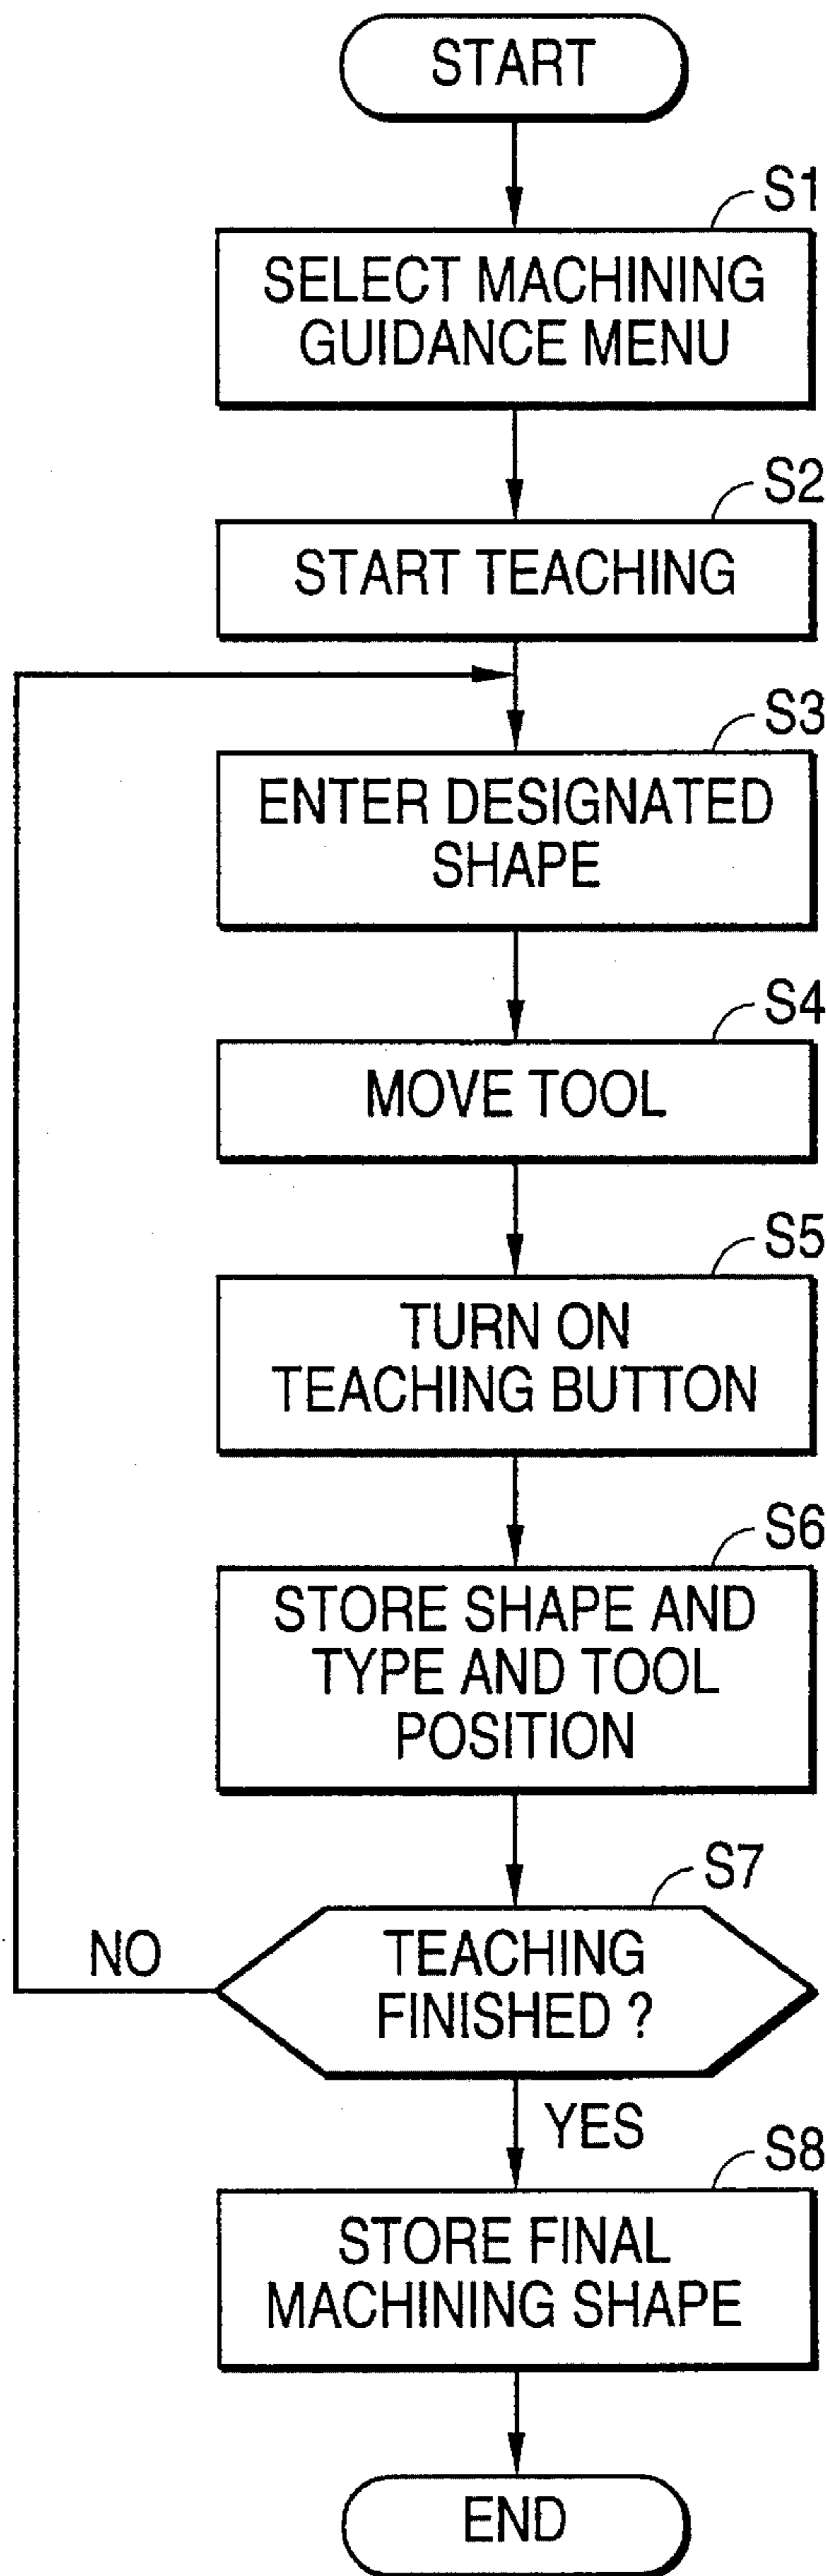 START
S1
SELECT MACHINING
GUIDANCE MENU
S2
START TEACHING
S3
ENTER DESIGNATED
SHAPE
S4
MOVE TOOL
S5
TURN ON
TEACHING BUTTON
S6
STORE SHAPE AND
TYPE AND TOOL
POSITION
S7
NO
TEACHING
FINISHED ?
YES
S8
STORE FINAL
MACHINING SHAPE
END